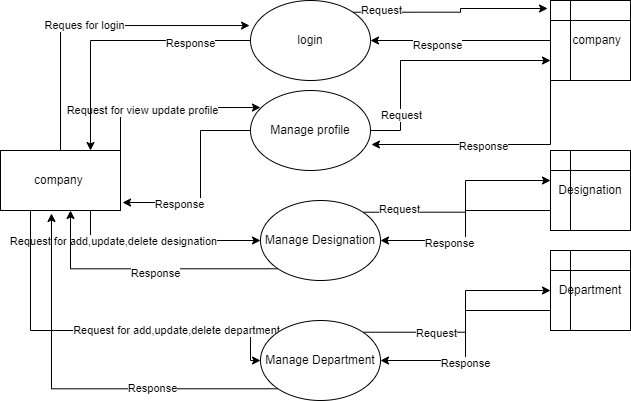 Request
Reques for login
login
company
Response
Response
Request for view update profile
Request
Manage profile
Response
company
Designation
Response
Request
Manage Designation
Request for add,update,delete designation
Response
Response
Department
Request for add,update,delete department
Request
Manage Department
Response
Response